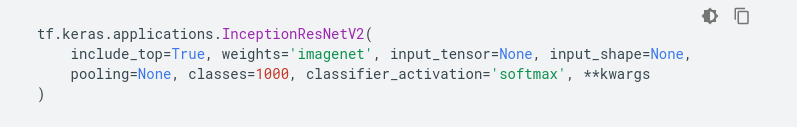 tf.keras.applications.InceptionResNetV2(
    include_top=True, weights='imagenet', input_tensor=None, input_shape=None,
    pooling=None, classes=1000, classifier_activation='softmax', **kwargs
)